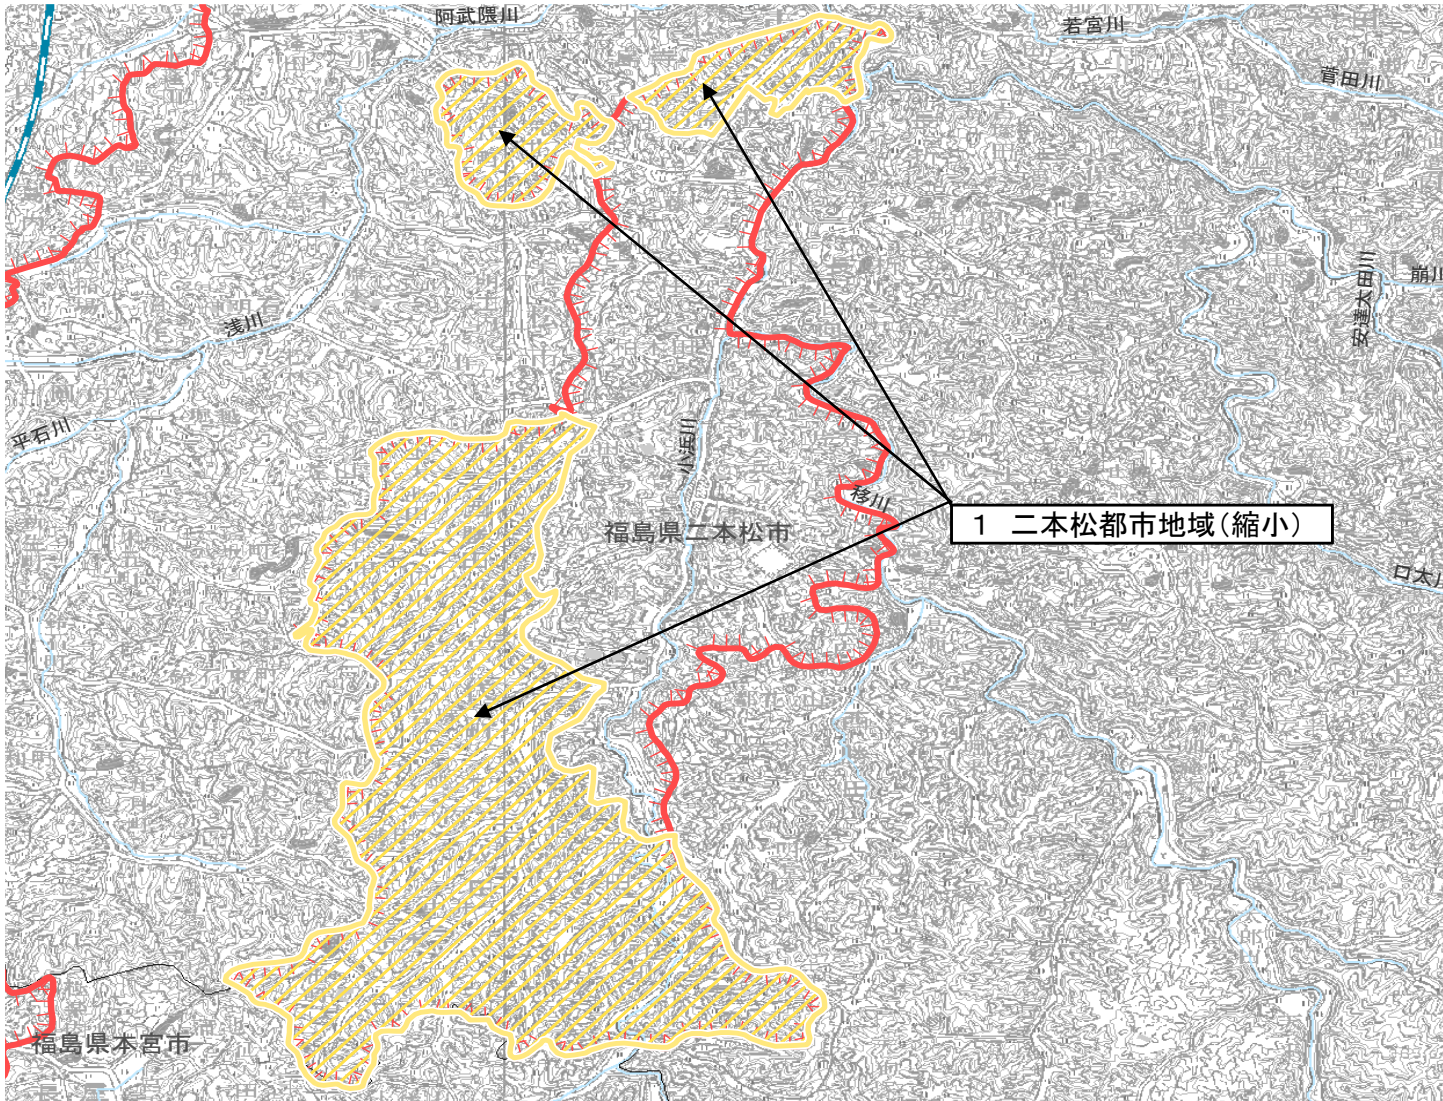 阿武隈川
若宮川
菅田川
安達太田川
崩川
浅川
平石川
小浜川
移川
1 二本松都市地域(縮小)
福島県二本松市
口太川
福島県本宮市